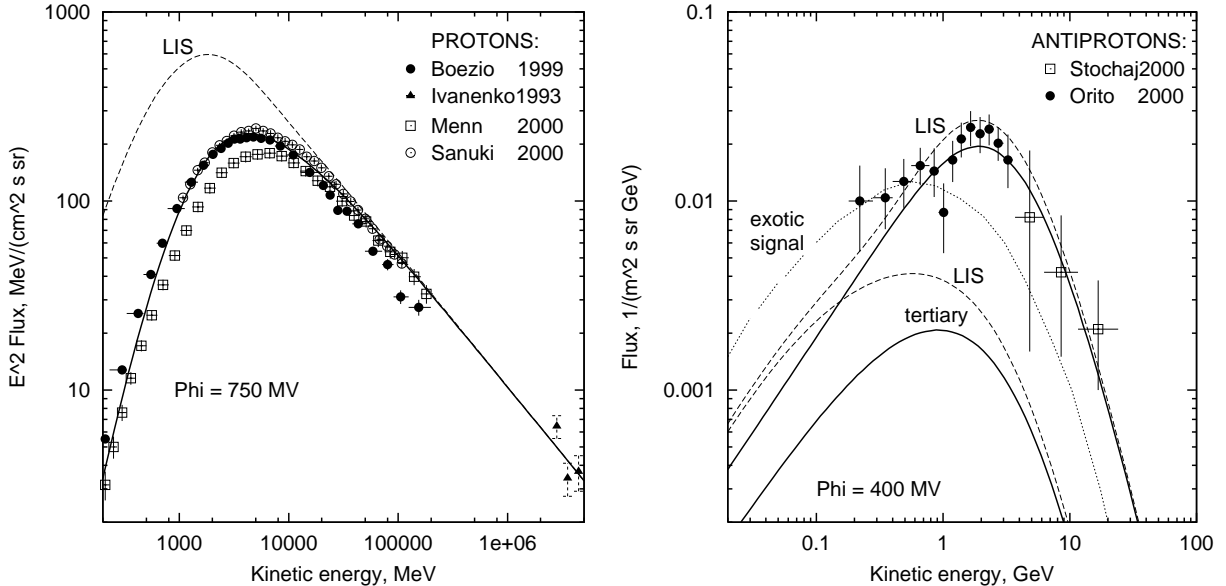 1000
100
10
1000
10000
100000
1e+06
E^2 Flux, MeV/(cm^2 s sr)
Kinetic energy, MeV
LIS
PROTONS:
Boezio 1999
Ivanenko1993
Menn 2000
Sanuki 2000
Phi = 750 MV
0.1
0.01
0.001
0.1
1
10
100
Flux, 1/(m^2 s sr GeV)
Kinetic energy, GeV
ANTIPROTONS:
Stochaj2000
Orito 2000
LIS
exotic
signal
LIS
tertiary
Phi = 400 MV